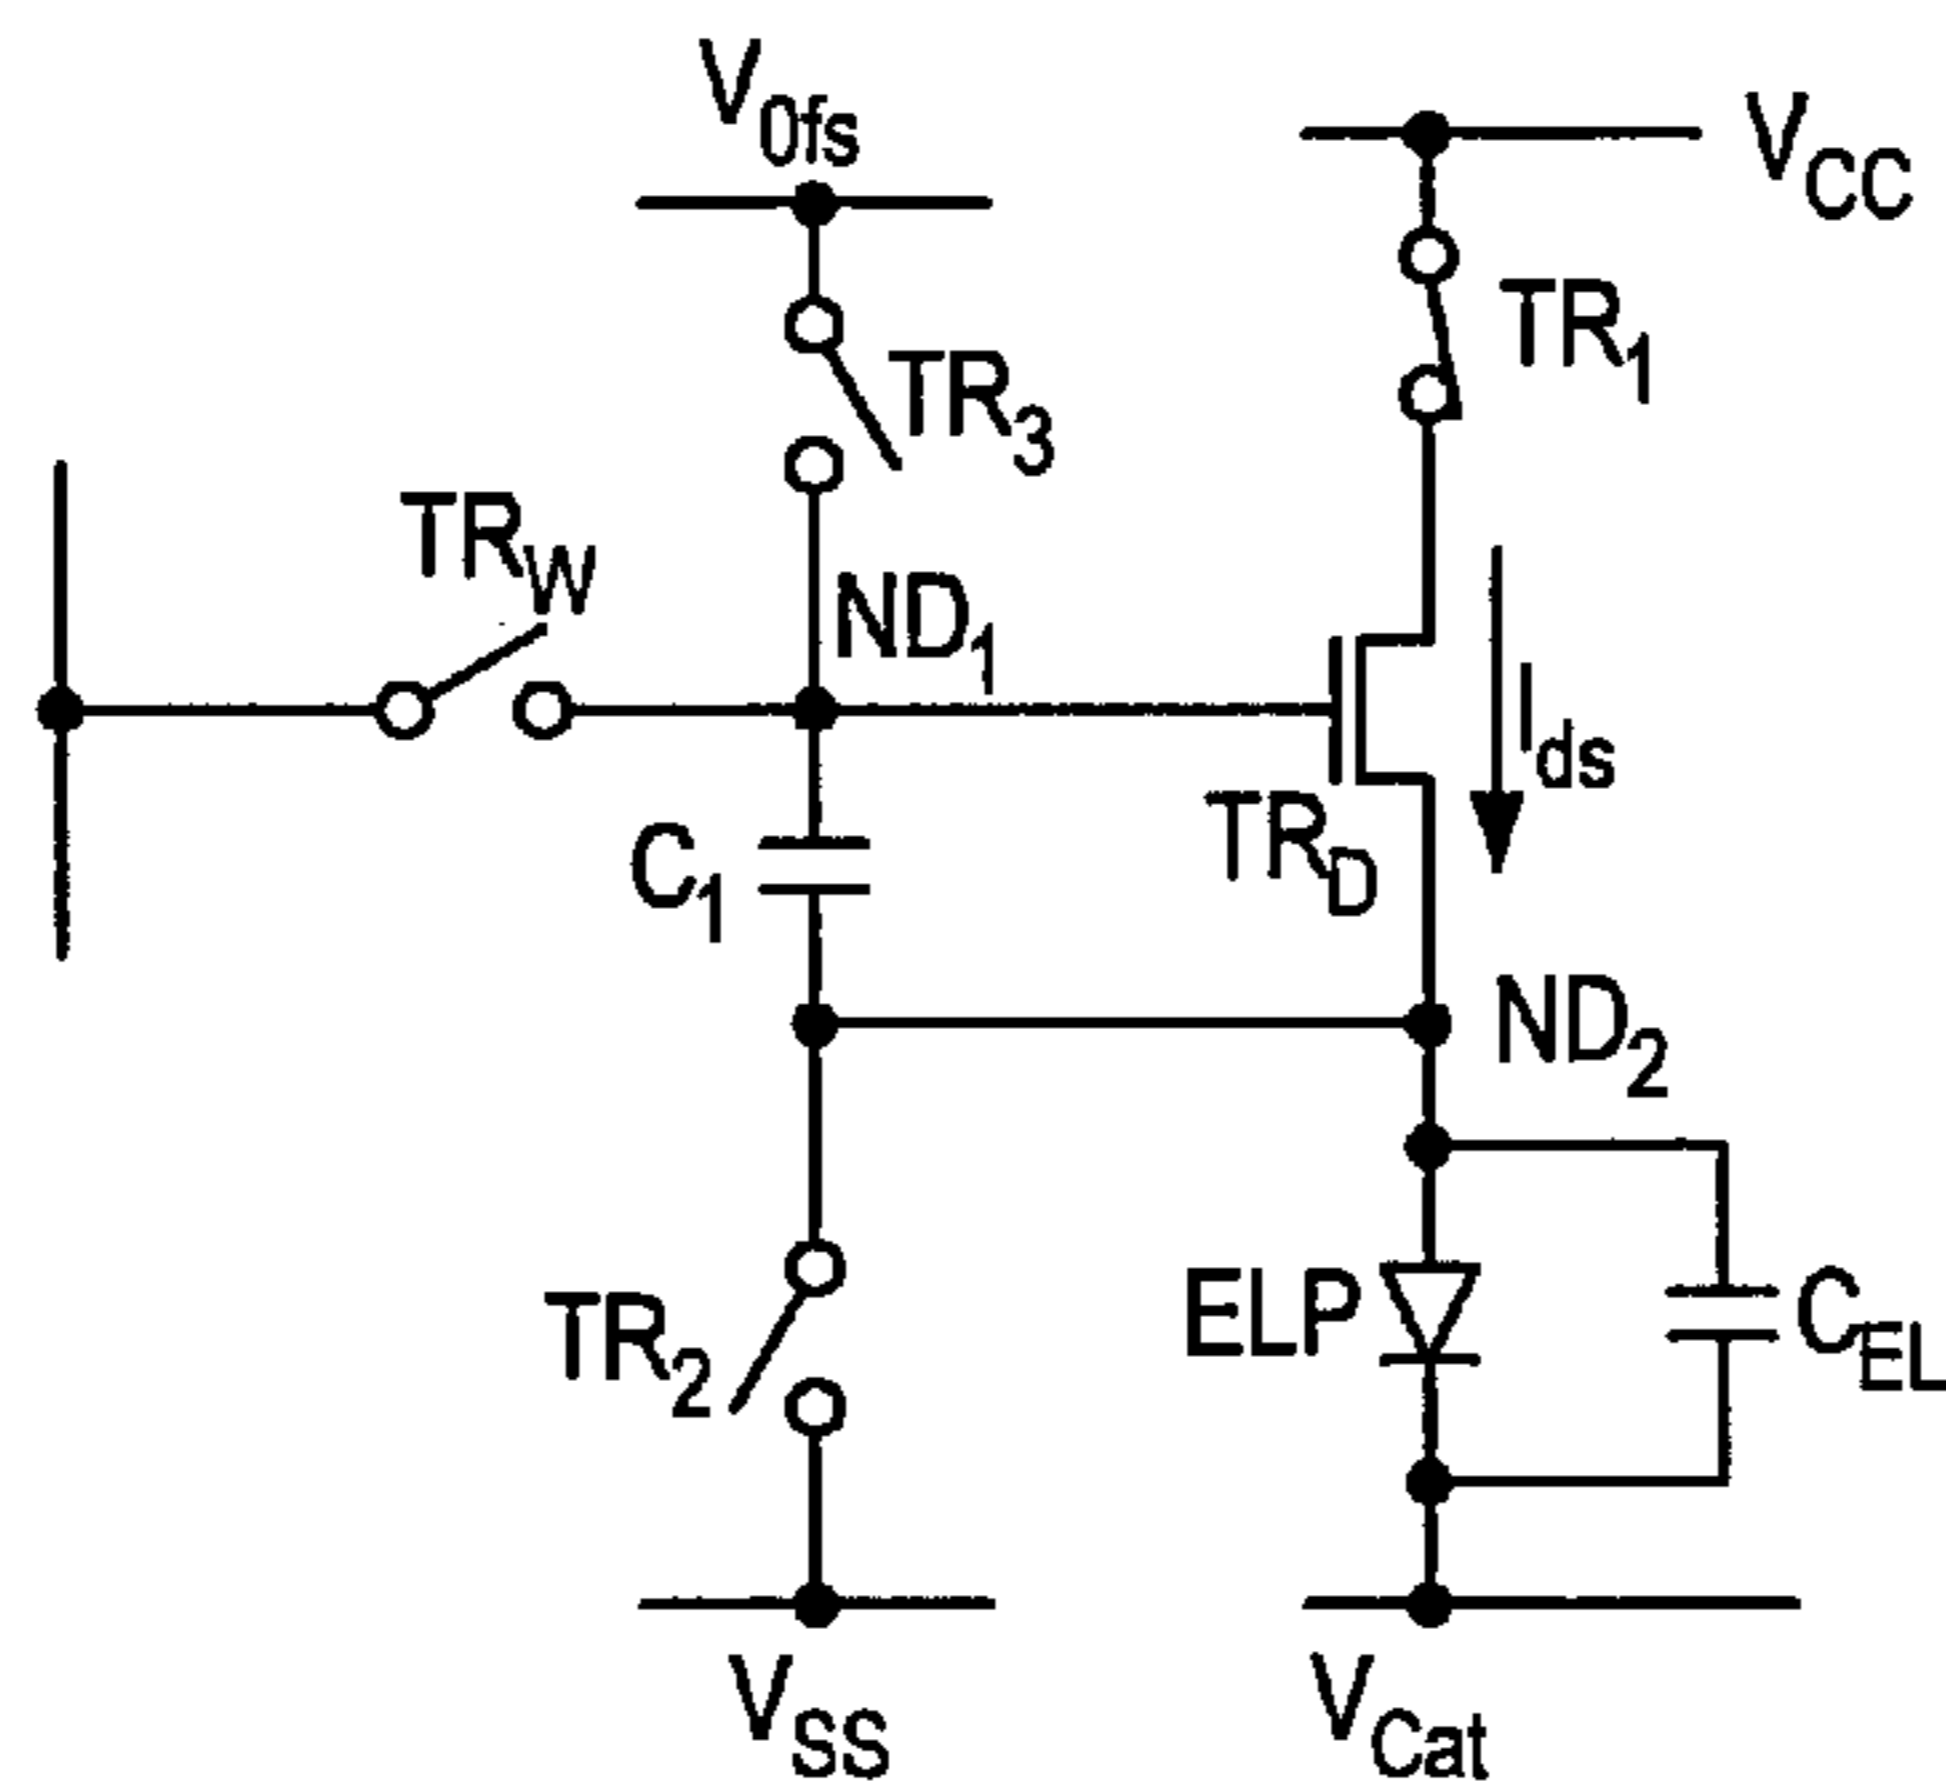 V0fs
VCC
TR1
TR3
TRW
ND1
Ids
C1
TRD
ND2
TR2
ELP
CEL
VSS
VCat